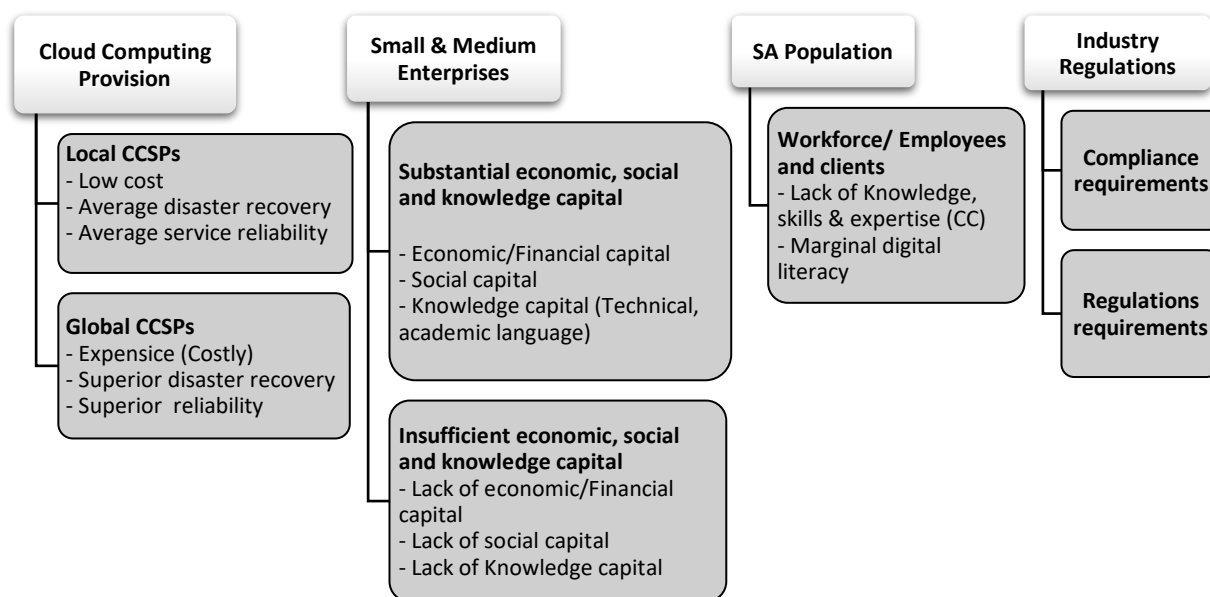 Cloud Computing
Provision
Local CCSPs
- Low cost
- Average disaster recovery
- Average service reliability
Global CCSPs
- Expensice (Costly)
- Superior disaster recovery
- Superior reliability
Small & Medium
Enterprises
Substantial economic, social
and knowledge capital
- Economic/Financial capital
- Social capital
- Knowledge capital (Technical,
academic language)
Insufficient economic, social
and knowledge capital
- Lack of economic/Financial
capital
- Lack of social capital
- Lack of Knowledge capital
SA Population
Workforce/ Employees
and clients
- Lack of Knowledge,
skills & expertise (CC)
- Marginal digital
literacy
Industry
Regulations
Compliance
requirements
Regulations
requirements